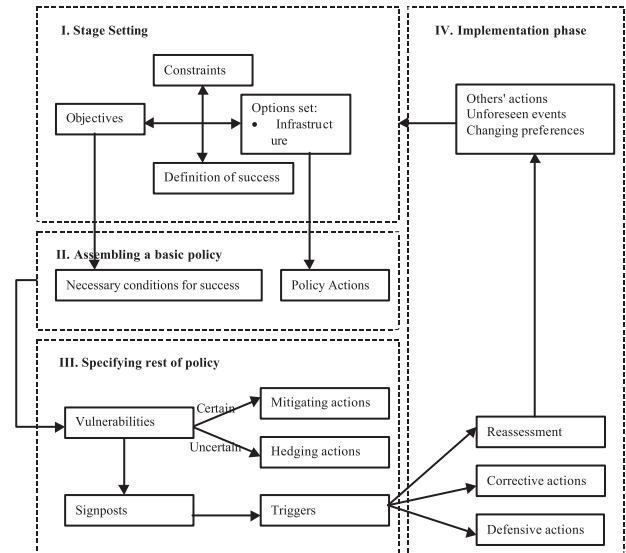 I. Stage Setting
Constraints
Objectives
Options set:
• Infrastruct
ure
Definition of success
II. Assembling a basic policy
Necessary conditions for success
Policy Actions
III. Specifying rest of policy
Vulnerabilities
Certain
Uncertain
Mitigating actions
Hedging actions
Signposts
Triggers
IV. Implementation phase
Others' actions
Unforeseen events
Changing preferences
Reassessment
Corrective actions
Defensive actions